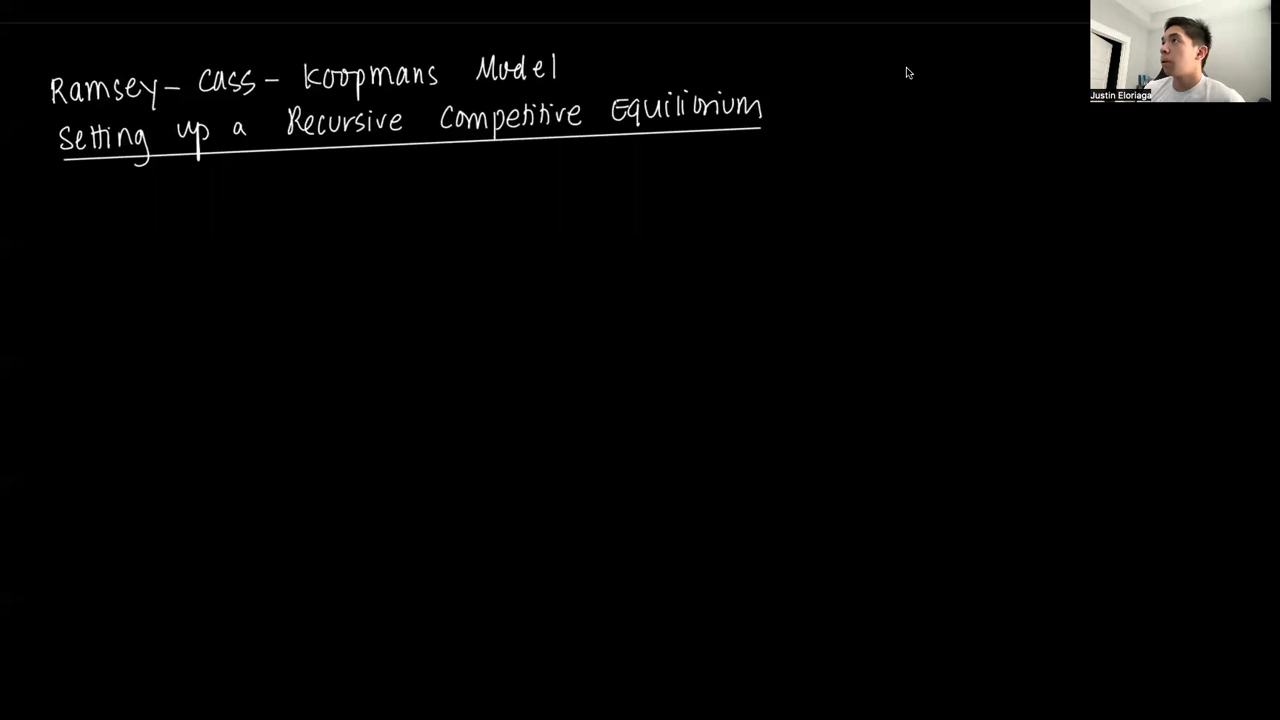 Ramsey - Cass - Koopmans Model
Setting up a Recursive Competitive Equilibrium
Justin Eloriaga